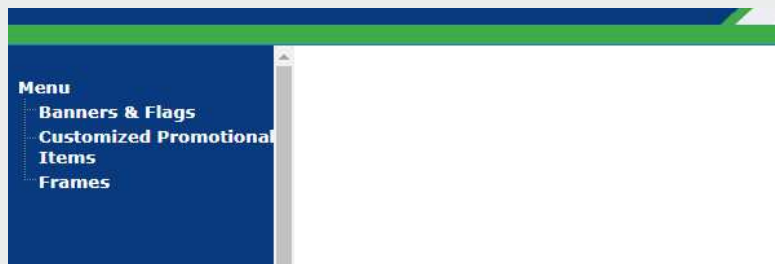 Menu
Banners & Flags
Customized Promotional
Items
Frames